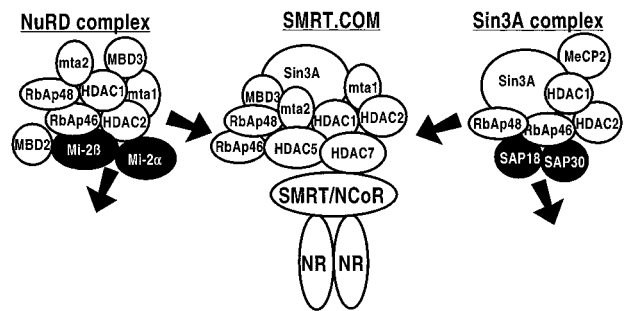 NuRD complex
SMRT.COM
Sin3A complex
mta2
MBD3
RbAp48
HDAC1
mta1
RbAp46
HDAC2
MBD2
Mi-2ß
Mi-2α
Sin3A
MBD3
mta2
mta1
RbAp48
HDAC1
HDAC2
RbAp46
HDAC5
HDAC7
SMRT/NCoR
NR
NR
MeCP2
Sin3A
HDAC1
RbAp48
RbAp46
HDAC2
SAP18
SAP30